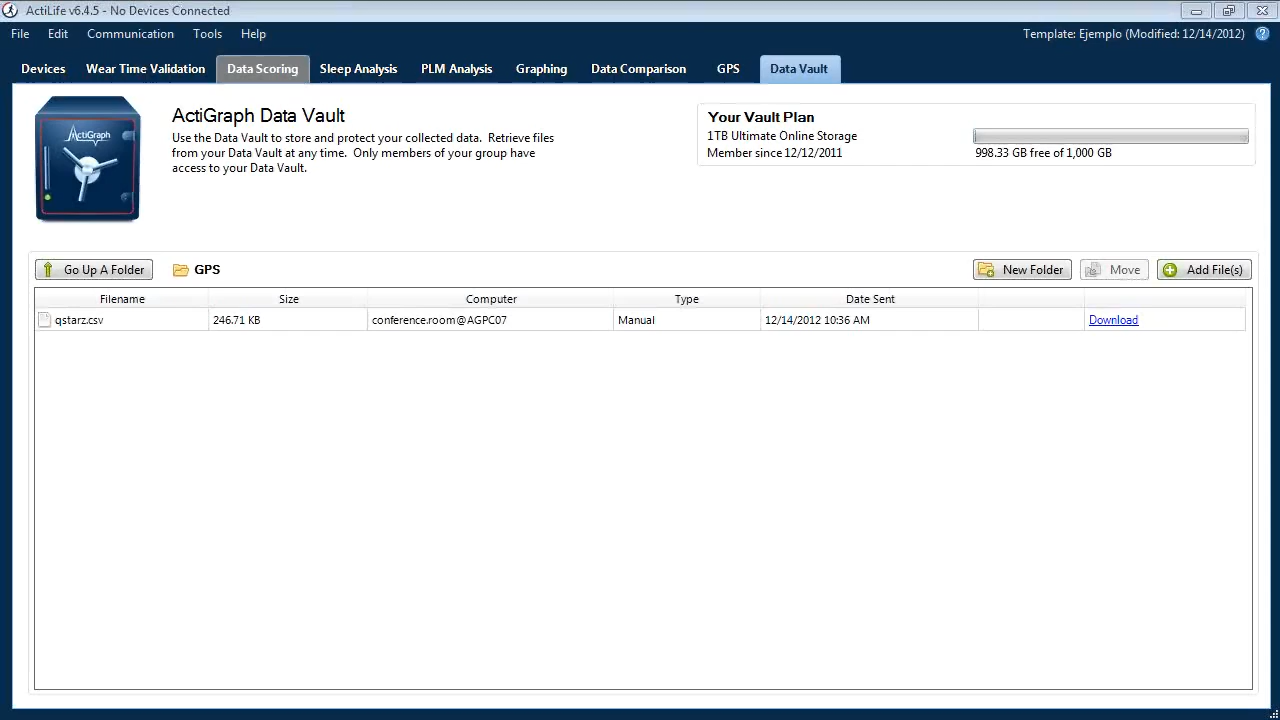 ActiLife v6.4.5 - No Devices Connected
File Edit Communication Tools Help Template: Ejemplo (Modified: 12/14/2012) ?
Devices Wear Time Validation Data Scoring Sleep Analysis PLM Analysis Graphing Data Comparison GPS Data Vault
ActiGraph
ActiGraph Data Vault
Use the Data Vault to store and protect your collected data. Retrieve files
from your Data Vault at any time. Only members of your group have
access to your Data Vault.
Your Vault Plan
1TB Ultimate Online Storage
Member since 12/12/2011 998.33 GB free of 1,000 GB
Go Up A Folder GPS New Folder Move Add File(s)
Filename Size Computer Type Date Sent
qstarz.csv 246.71 KB conference.room@AGPC07 Manual 12/14/2012 10:36 AM Download